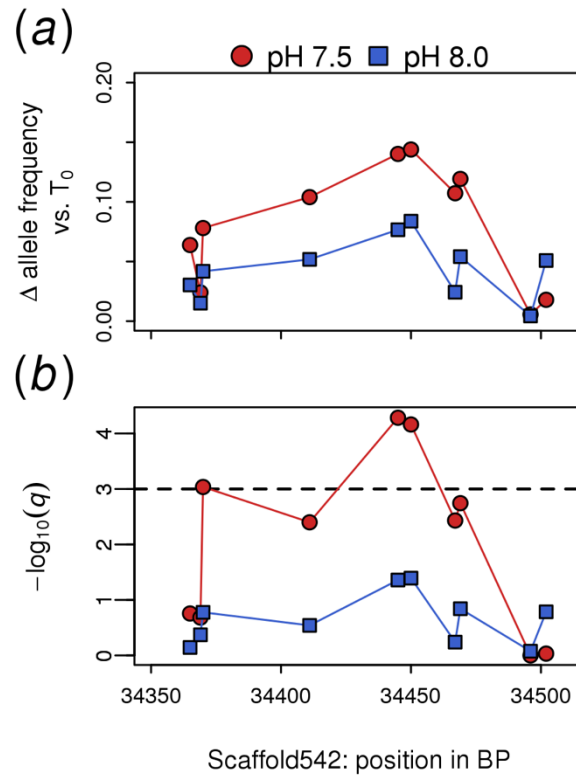 (a)
pH 7.5 pH 8.0
Δ allele frequency
vs. T0
0.20
0.10
0.00
(b)
−log10(q)
4
3
2
1
0
34350 34400 34450 34500
Scaffold542: position in BP